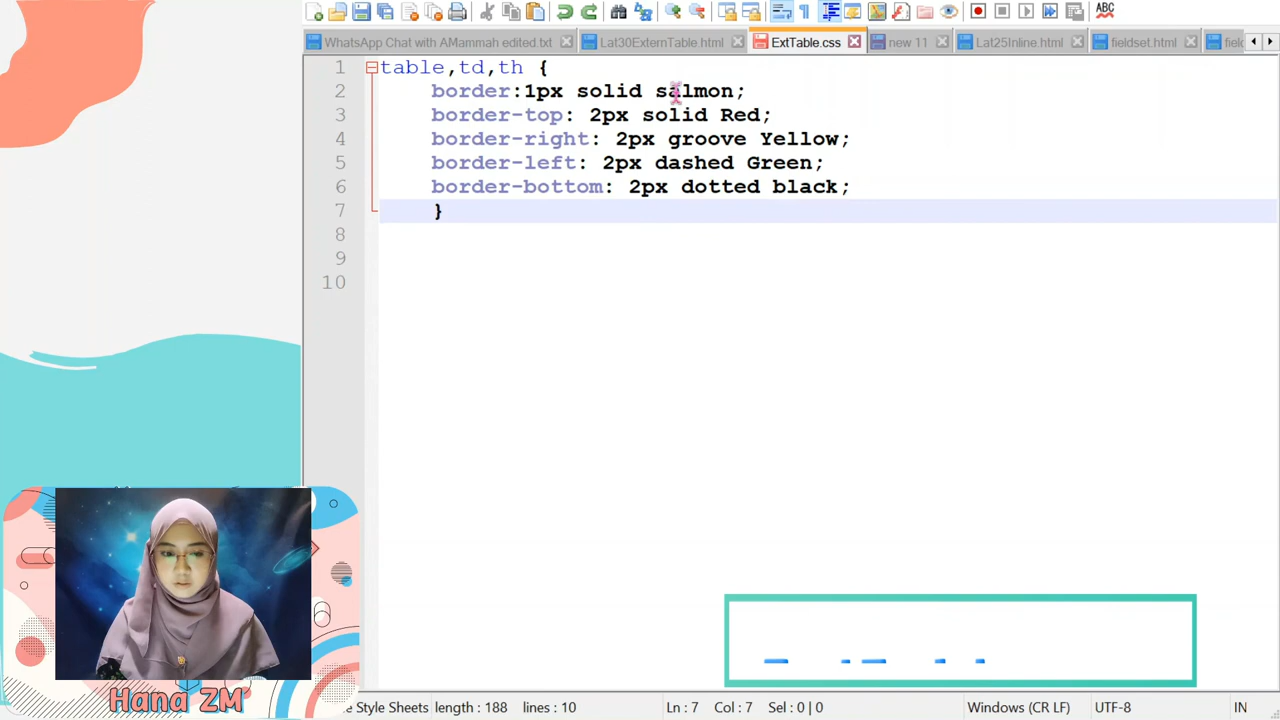 ABC
WhatsApp Chat with AMammah edited.txt
Lat30ExternTable.html
ExtTable.css
new 11
Lat25Inline.html
fieldset.html
1 table,td,th {
2 border:1px solid salmon;
3 border-top: 2px solid Red;
4 border-right: 2px groove Yellow;
5 border-left: 2px dashed Green;
6 border-bottom: 2px dotted black;
7 }
8
9
10
Hana ZM
e Style Sheets length : 188 lines : 10 Ln : 7 Col : 7 Sel : 0 | 0 Windows (CR LF) UTF-8 IN